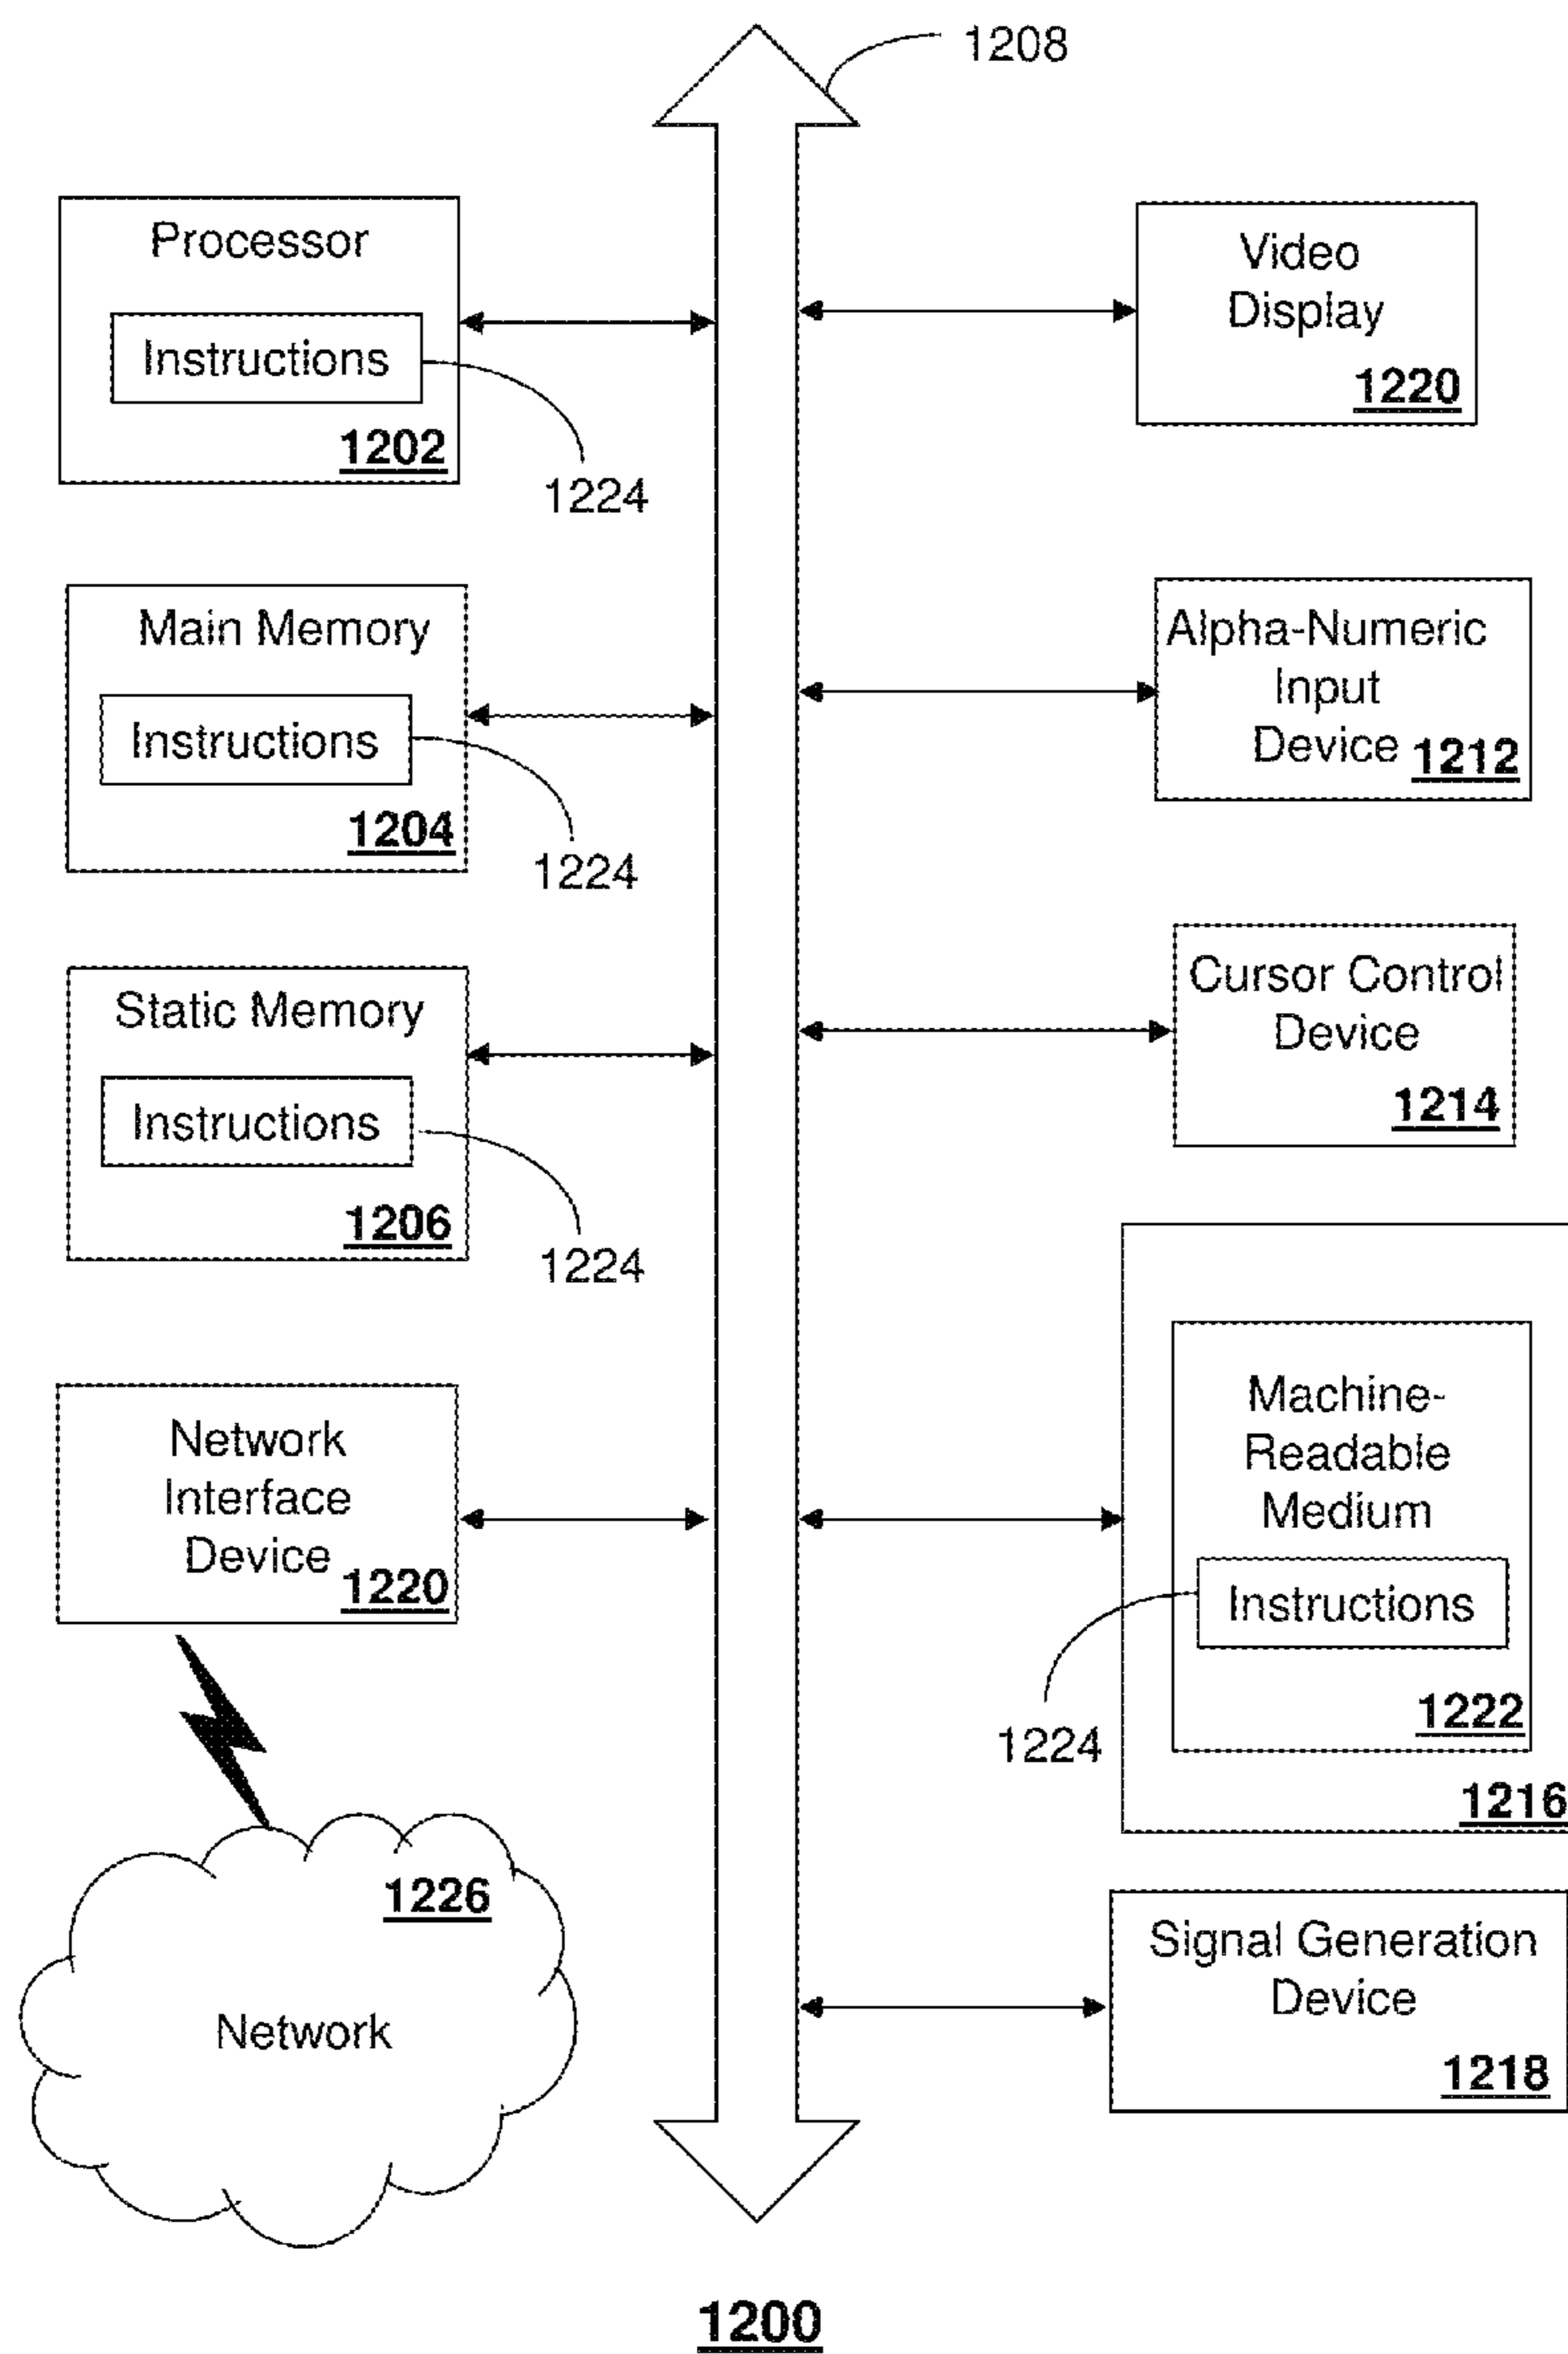 1208
Processor
Instructions
1202
1224
Main Memory
Instructions
1204
1224
Static Memory
Instructions
1206
1224
Network
Interface
Device
1220
1226
Network
Video
Display
1220
Alpha-Numeric
Input
Device 1212
Cursor Control
Device
1214
Machine-
Readable
Medium
Instructions
1222
1224
1216
Signal Generation
Device
1218
1200